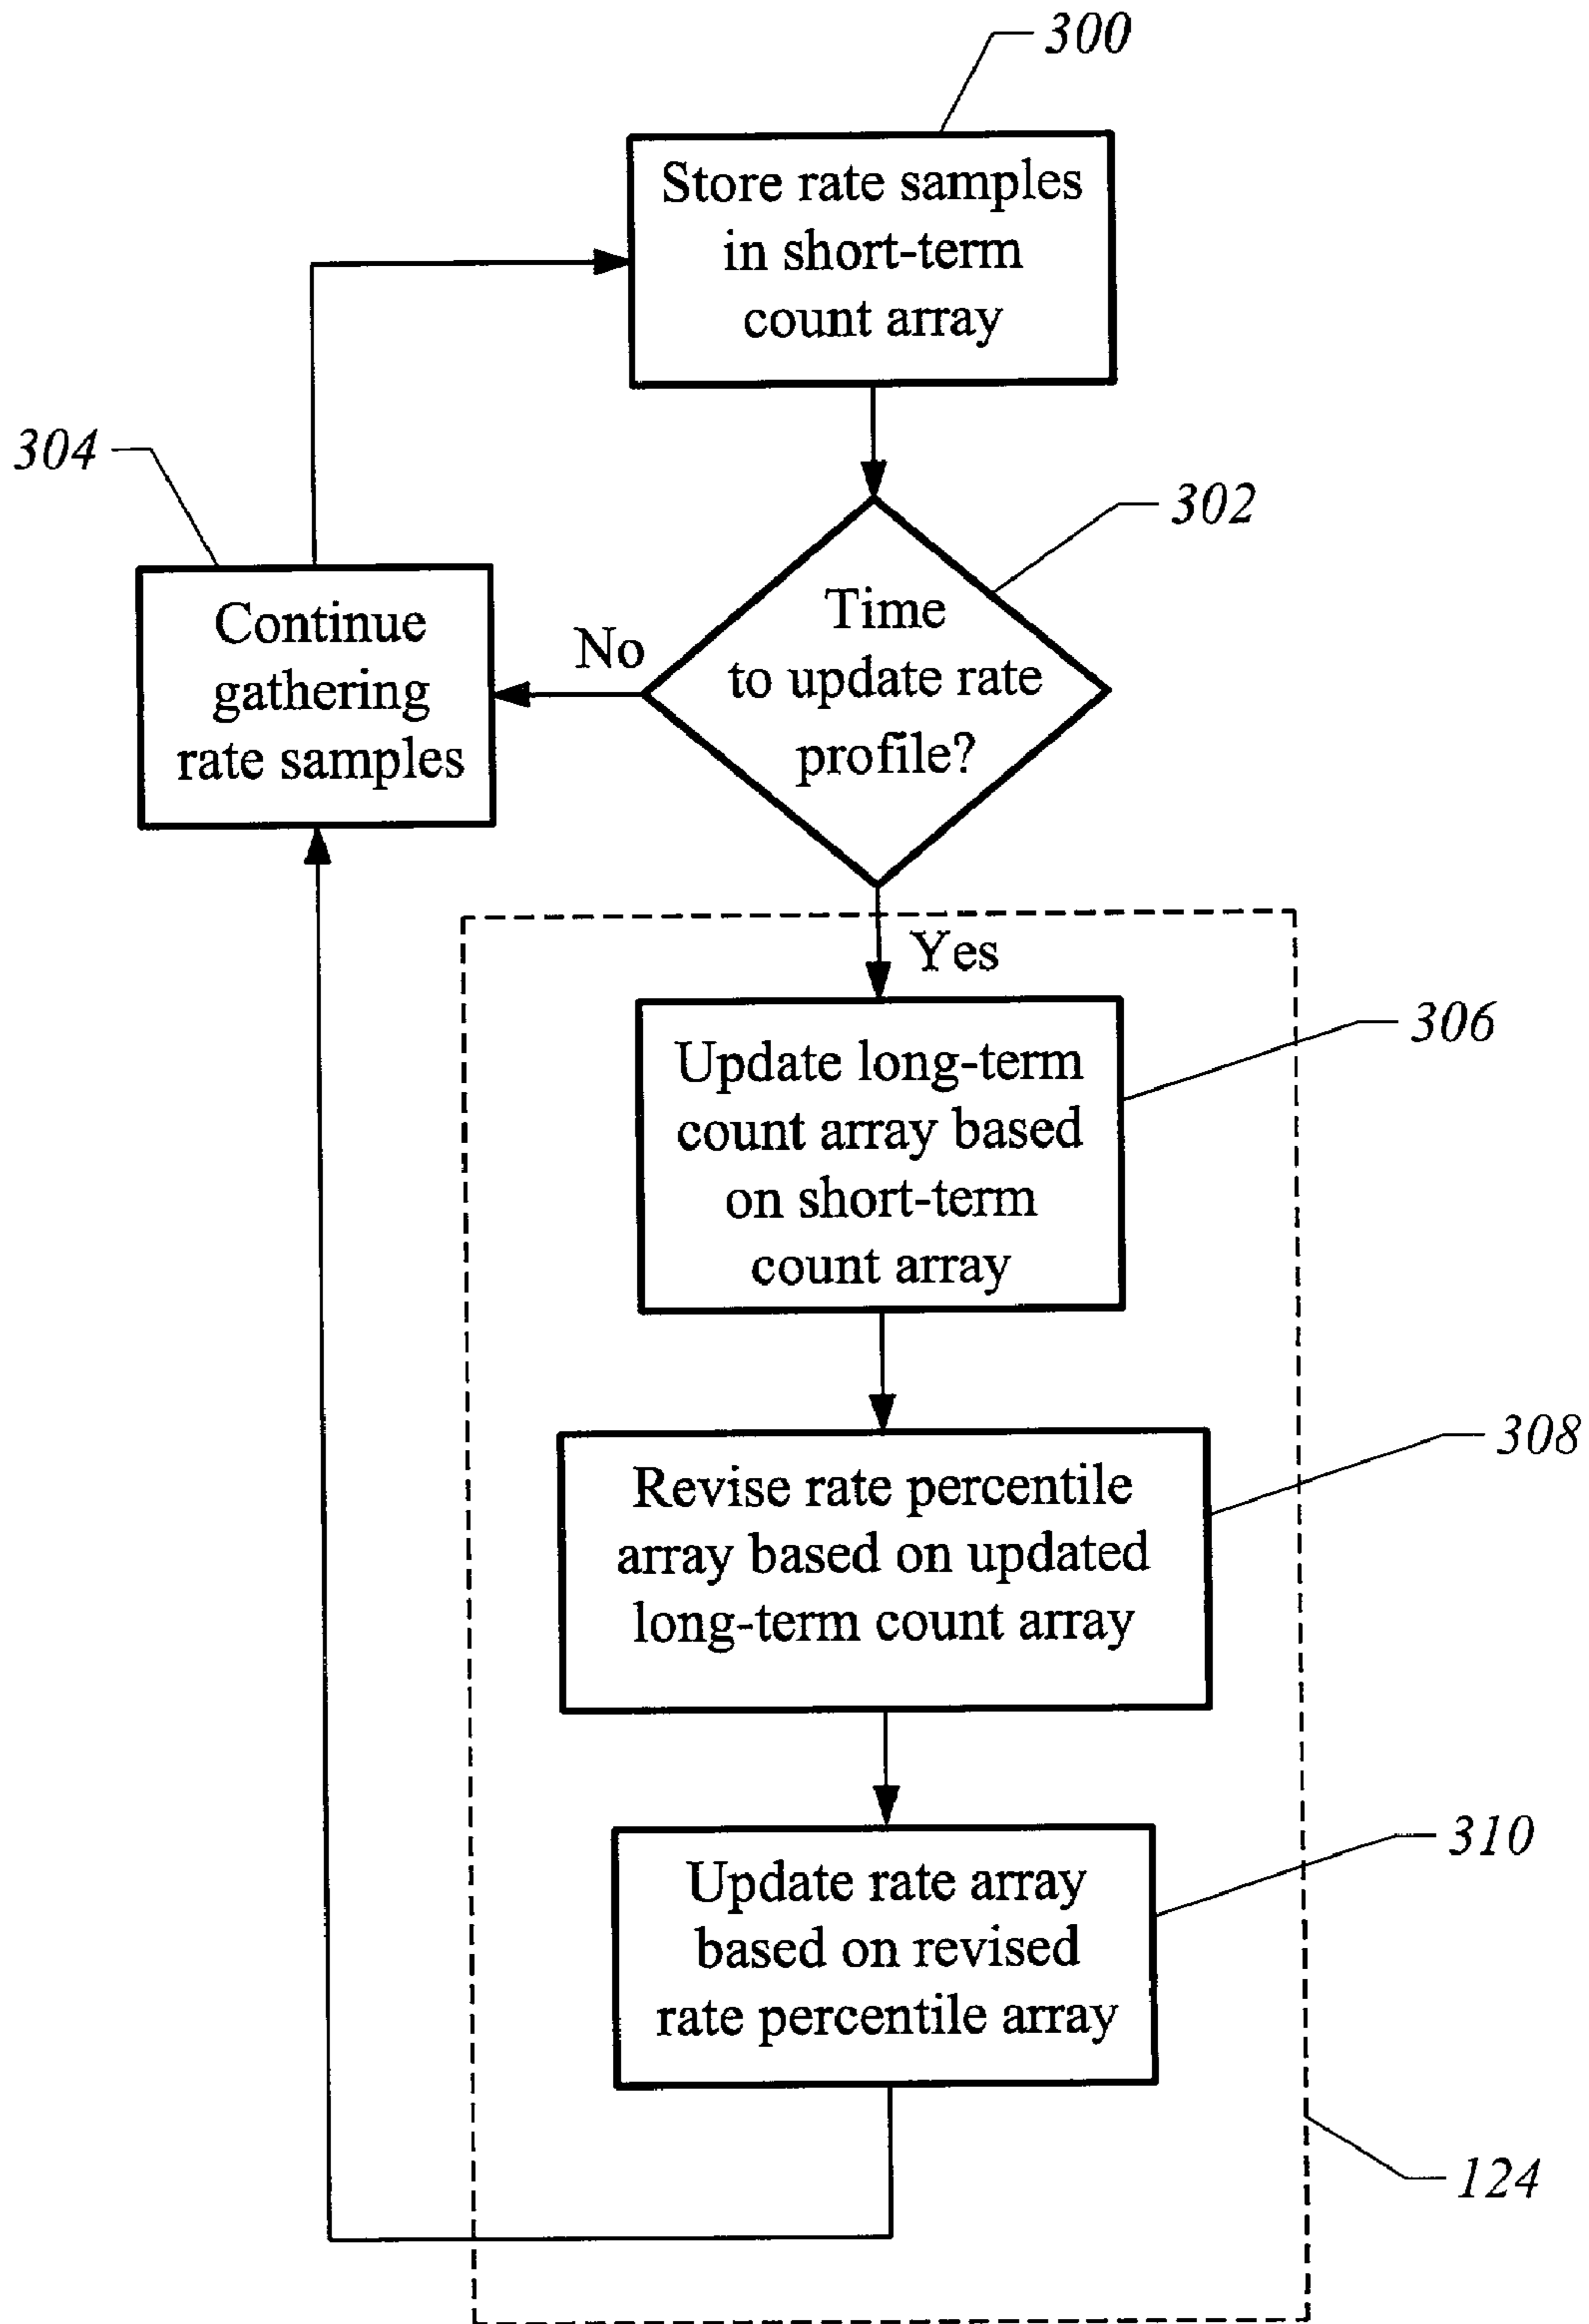 300
Store rate samples
in short-term
count array
304
302
Continue
gathering
rate samples
No
Time
to update rate
profile?
Yes
306
Update long-term
count array based
on short-term
count array
308
Revise rate percentile
array based on updated
long-term count array
310
Update rate array
based on revised
rate percentile array
124